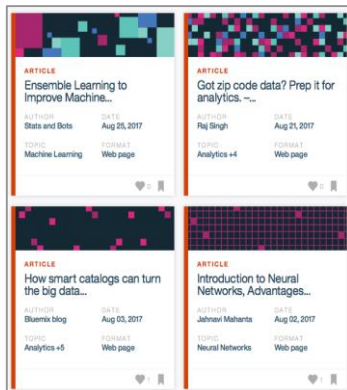 ARTICLE
Ensemble Learning to
Improve Machine...
AUTHOR DATE
Stats and Bots Aug 25, 2017
TOPIC FORMAT
Machine Learning Web page
0
ARTICLE
Got zip code data? Prep it for
analytics. –...
AUTHOR DATE
Raj Singh Aug 21, 2017
TOPIC FORMAT
Analytics +4 Web page
0
ARTICLE
How smart catalogs can turn
the big data...
AUTHOR DATE
Bluemix blog Aug 03, 2017
TOPIC FORMAT
Analytics +5 Web page
1
ARTICLE
Introduction to Neural
Networks, Advantages...
AUTHOR DATE
Jahnavi Mahanta Aug 02, 2017
TOPIC FORMAT
Neural Networks Web page
1